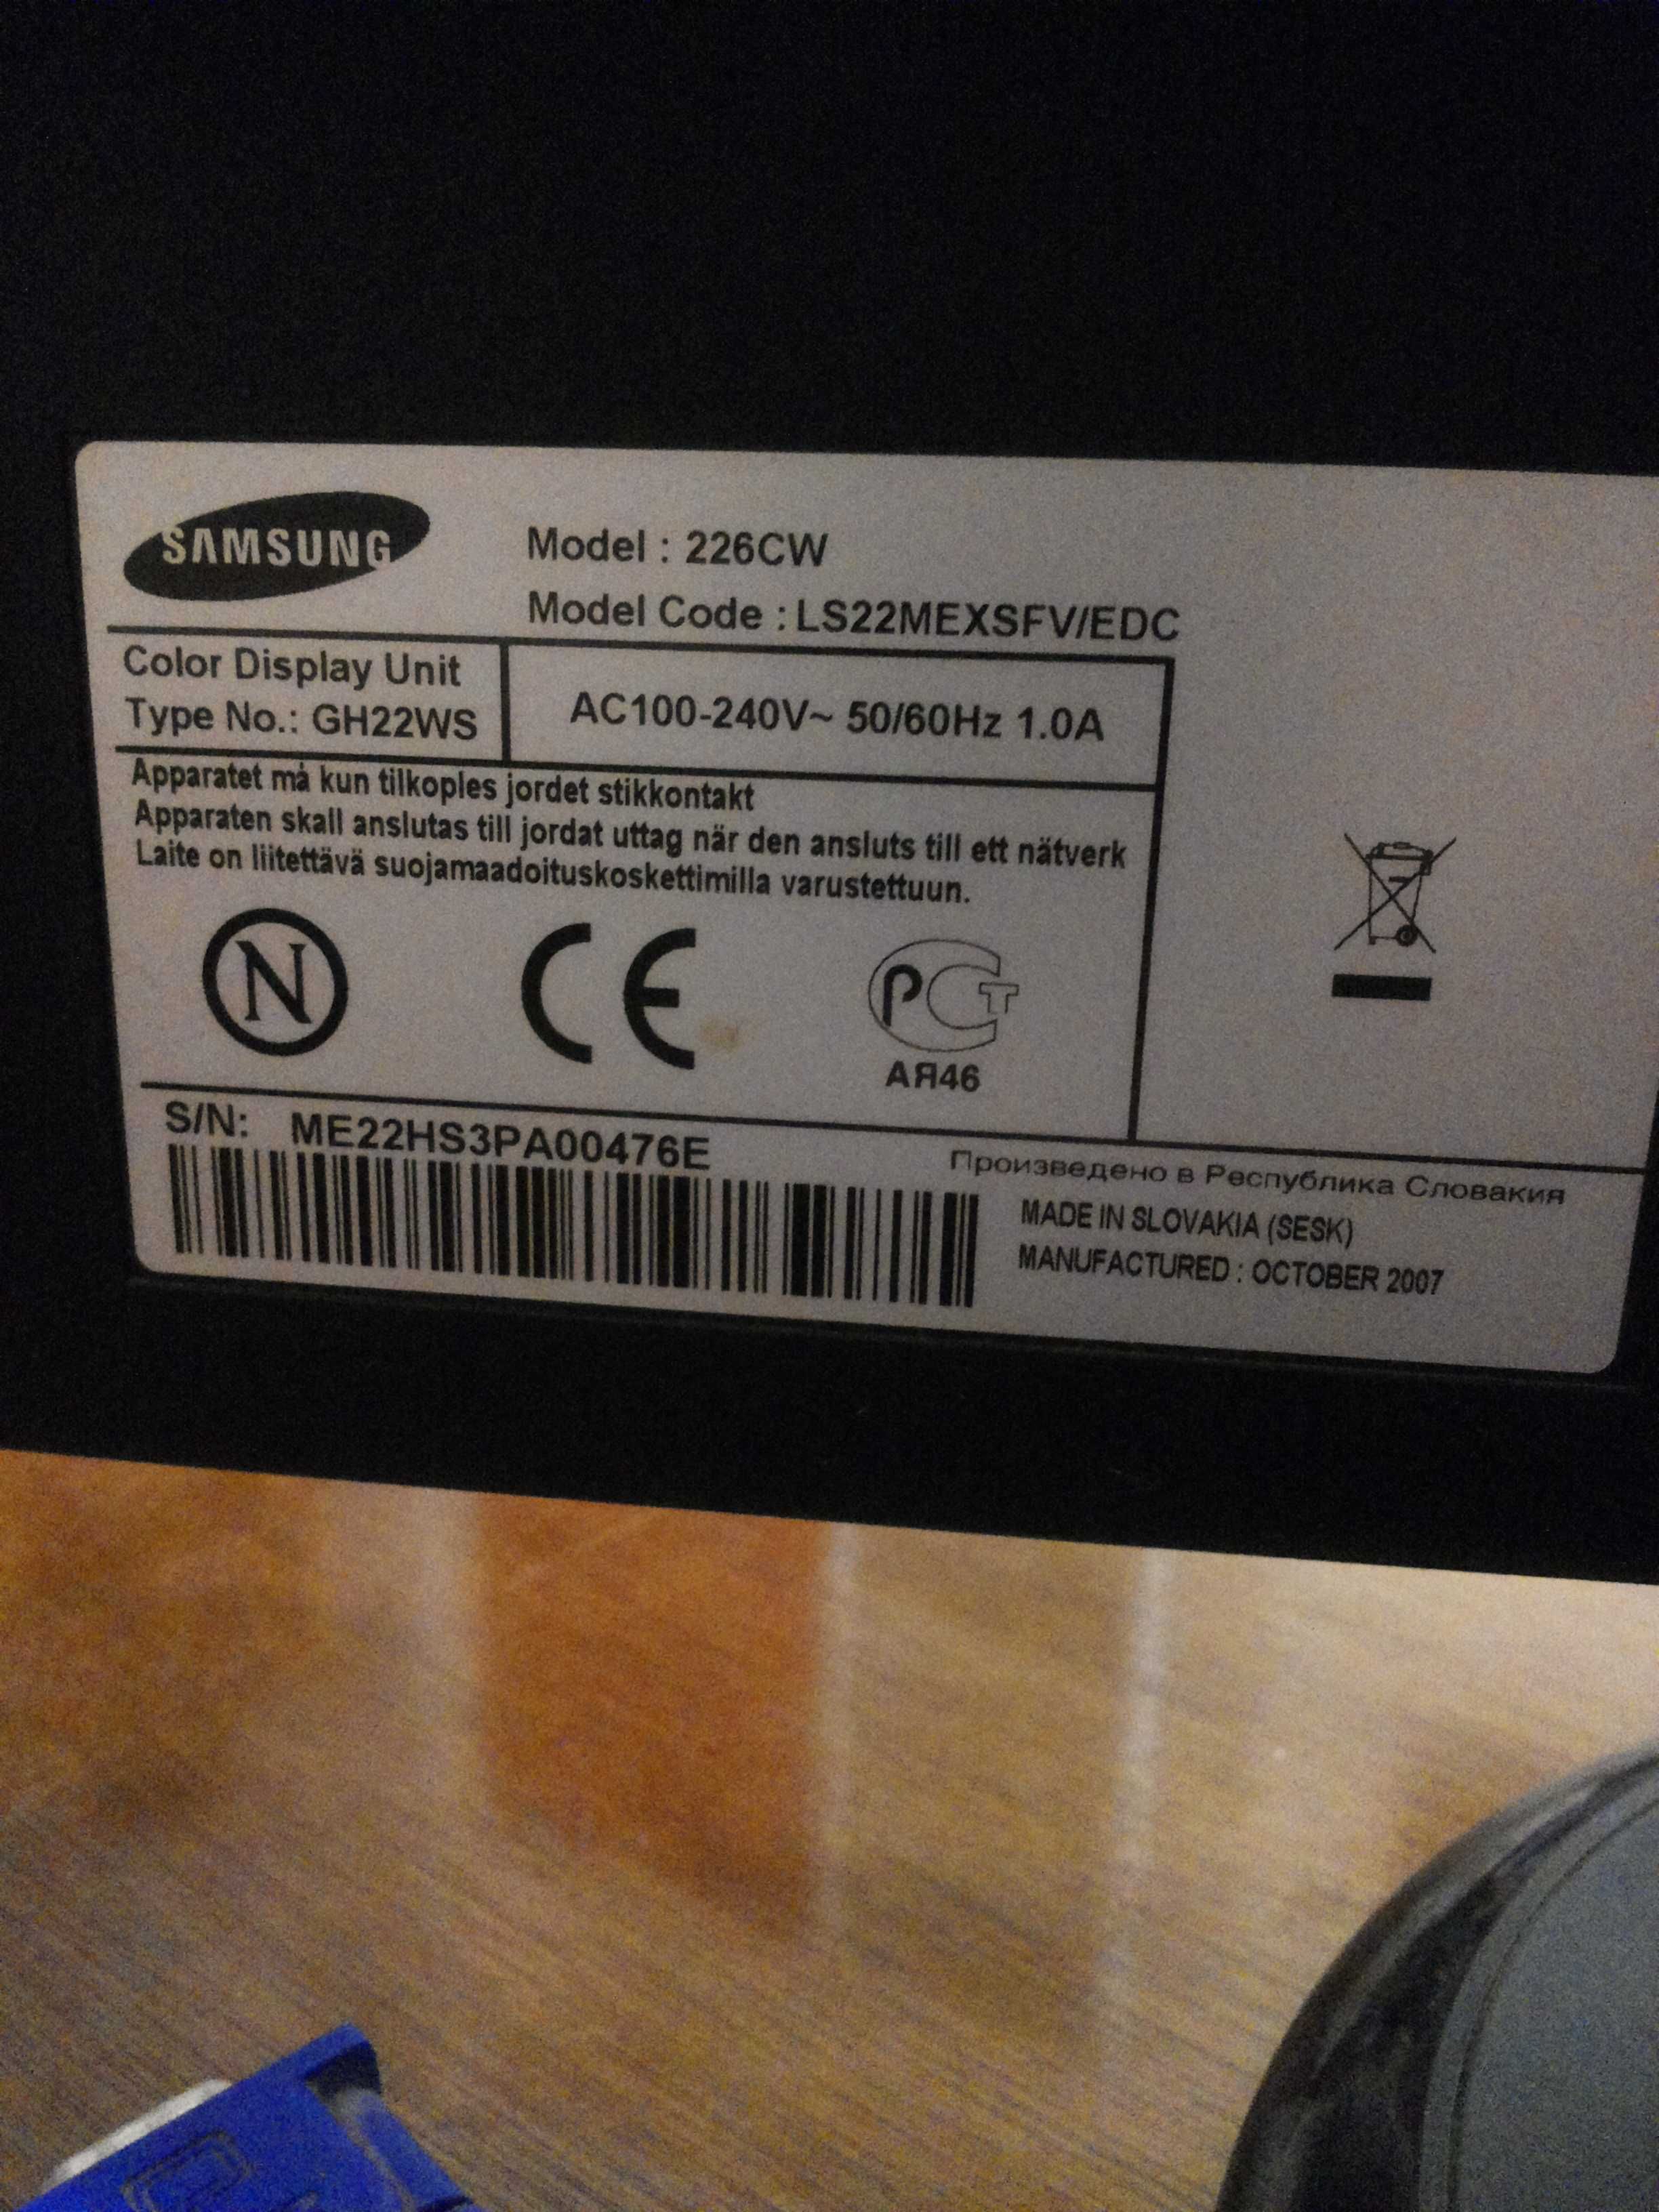 SAMSUNG
Model : 226CW
Model Code : LS22MEXSFV/EDC
Color Display Unit
Type No.: GH22WS
AC100-240V~ 50/60Hz 1.0A
Apparatet må kun tilkoples jordet stikkontakt
Apparaten skall anslutas till jordat uttag när den ansluts till ett nätverk
Laite on liitettävä suojamaadoituskoskettimilla varustettuun.
N
CE
РСТ
АЯ46
S/N: ME22HS3PA00476E
Произведено в Республика Словакия
MADE IN SLOVAKIA (SESK)
MANUFACTURED : OCTOBER 2007